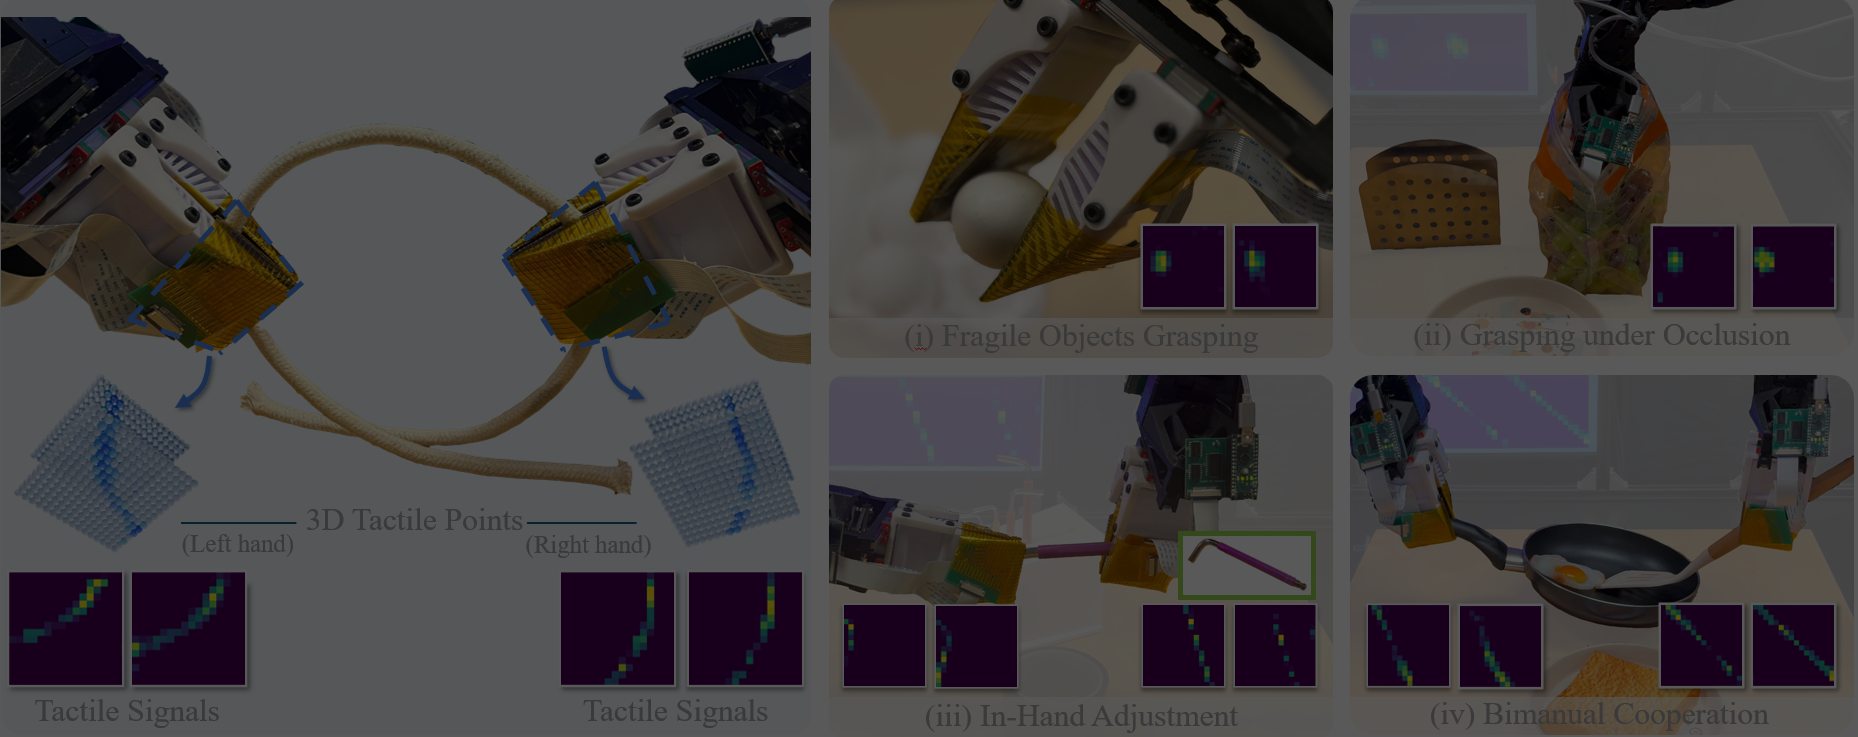 3D Tactile Points
(Left hand)
(Right hand)
Tactile Signals
Tactile Signals
(i) Fragile Objects Grasping
(ii) Grasping under Occlusion
(iii) In-Hand Adjustment
(iv) Bimanual Cooperation